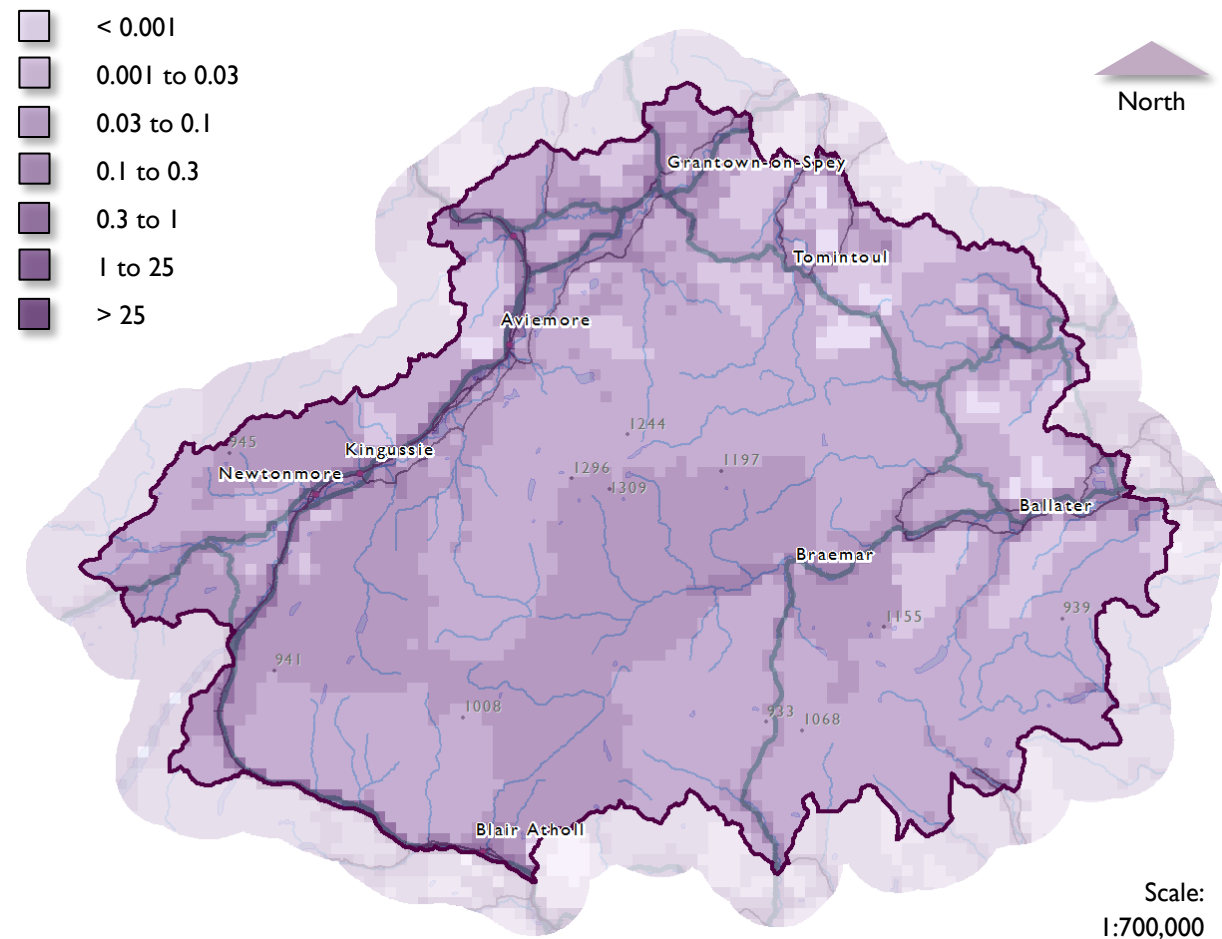 < 0.001
0.001 to 0.03
0.03 to 0.1
0.1 to 0.3
0.3 to 1
1 to 25
> 25
North
Grantown-on-Spey
Tomintoul
Aviemore
1244
945
Kingussie
1197
Newtonmore
1296
1309
Ballater
Braemar
939
1155
941
1008
933
1068
Blair Atholl
Scale:
1:700,000